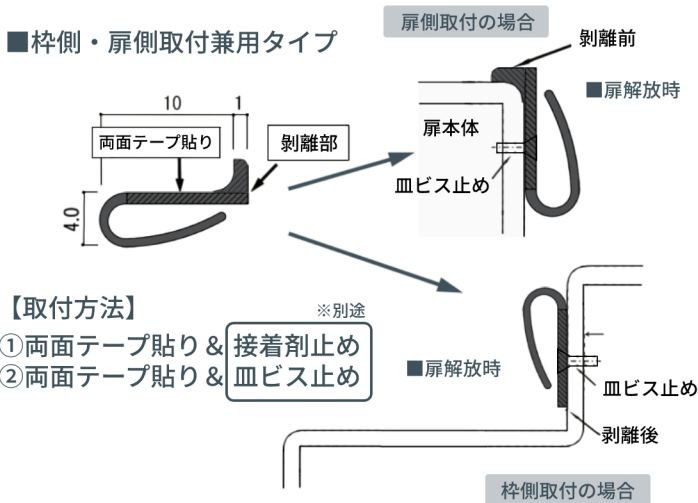 ■枠側・扉側取付兼用タイプ
10
1
両面テープ貼り
剥離部
4.0
扉側取付の場合
剥離前
■扉解放時
扉本体
皿ビス止め
【取付方法】
※別途
①両面テープ貼り＆接着剤止め
②両面テープ貼り＆皿ビス止め
■扉解放時
皿ビス止め
剥離後
枠側取付の場合